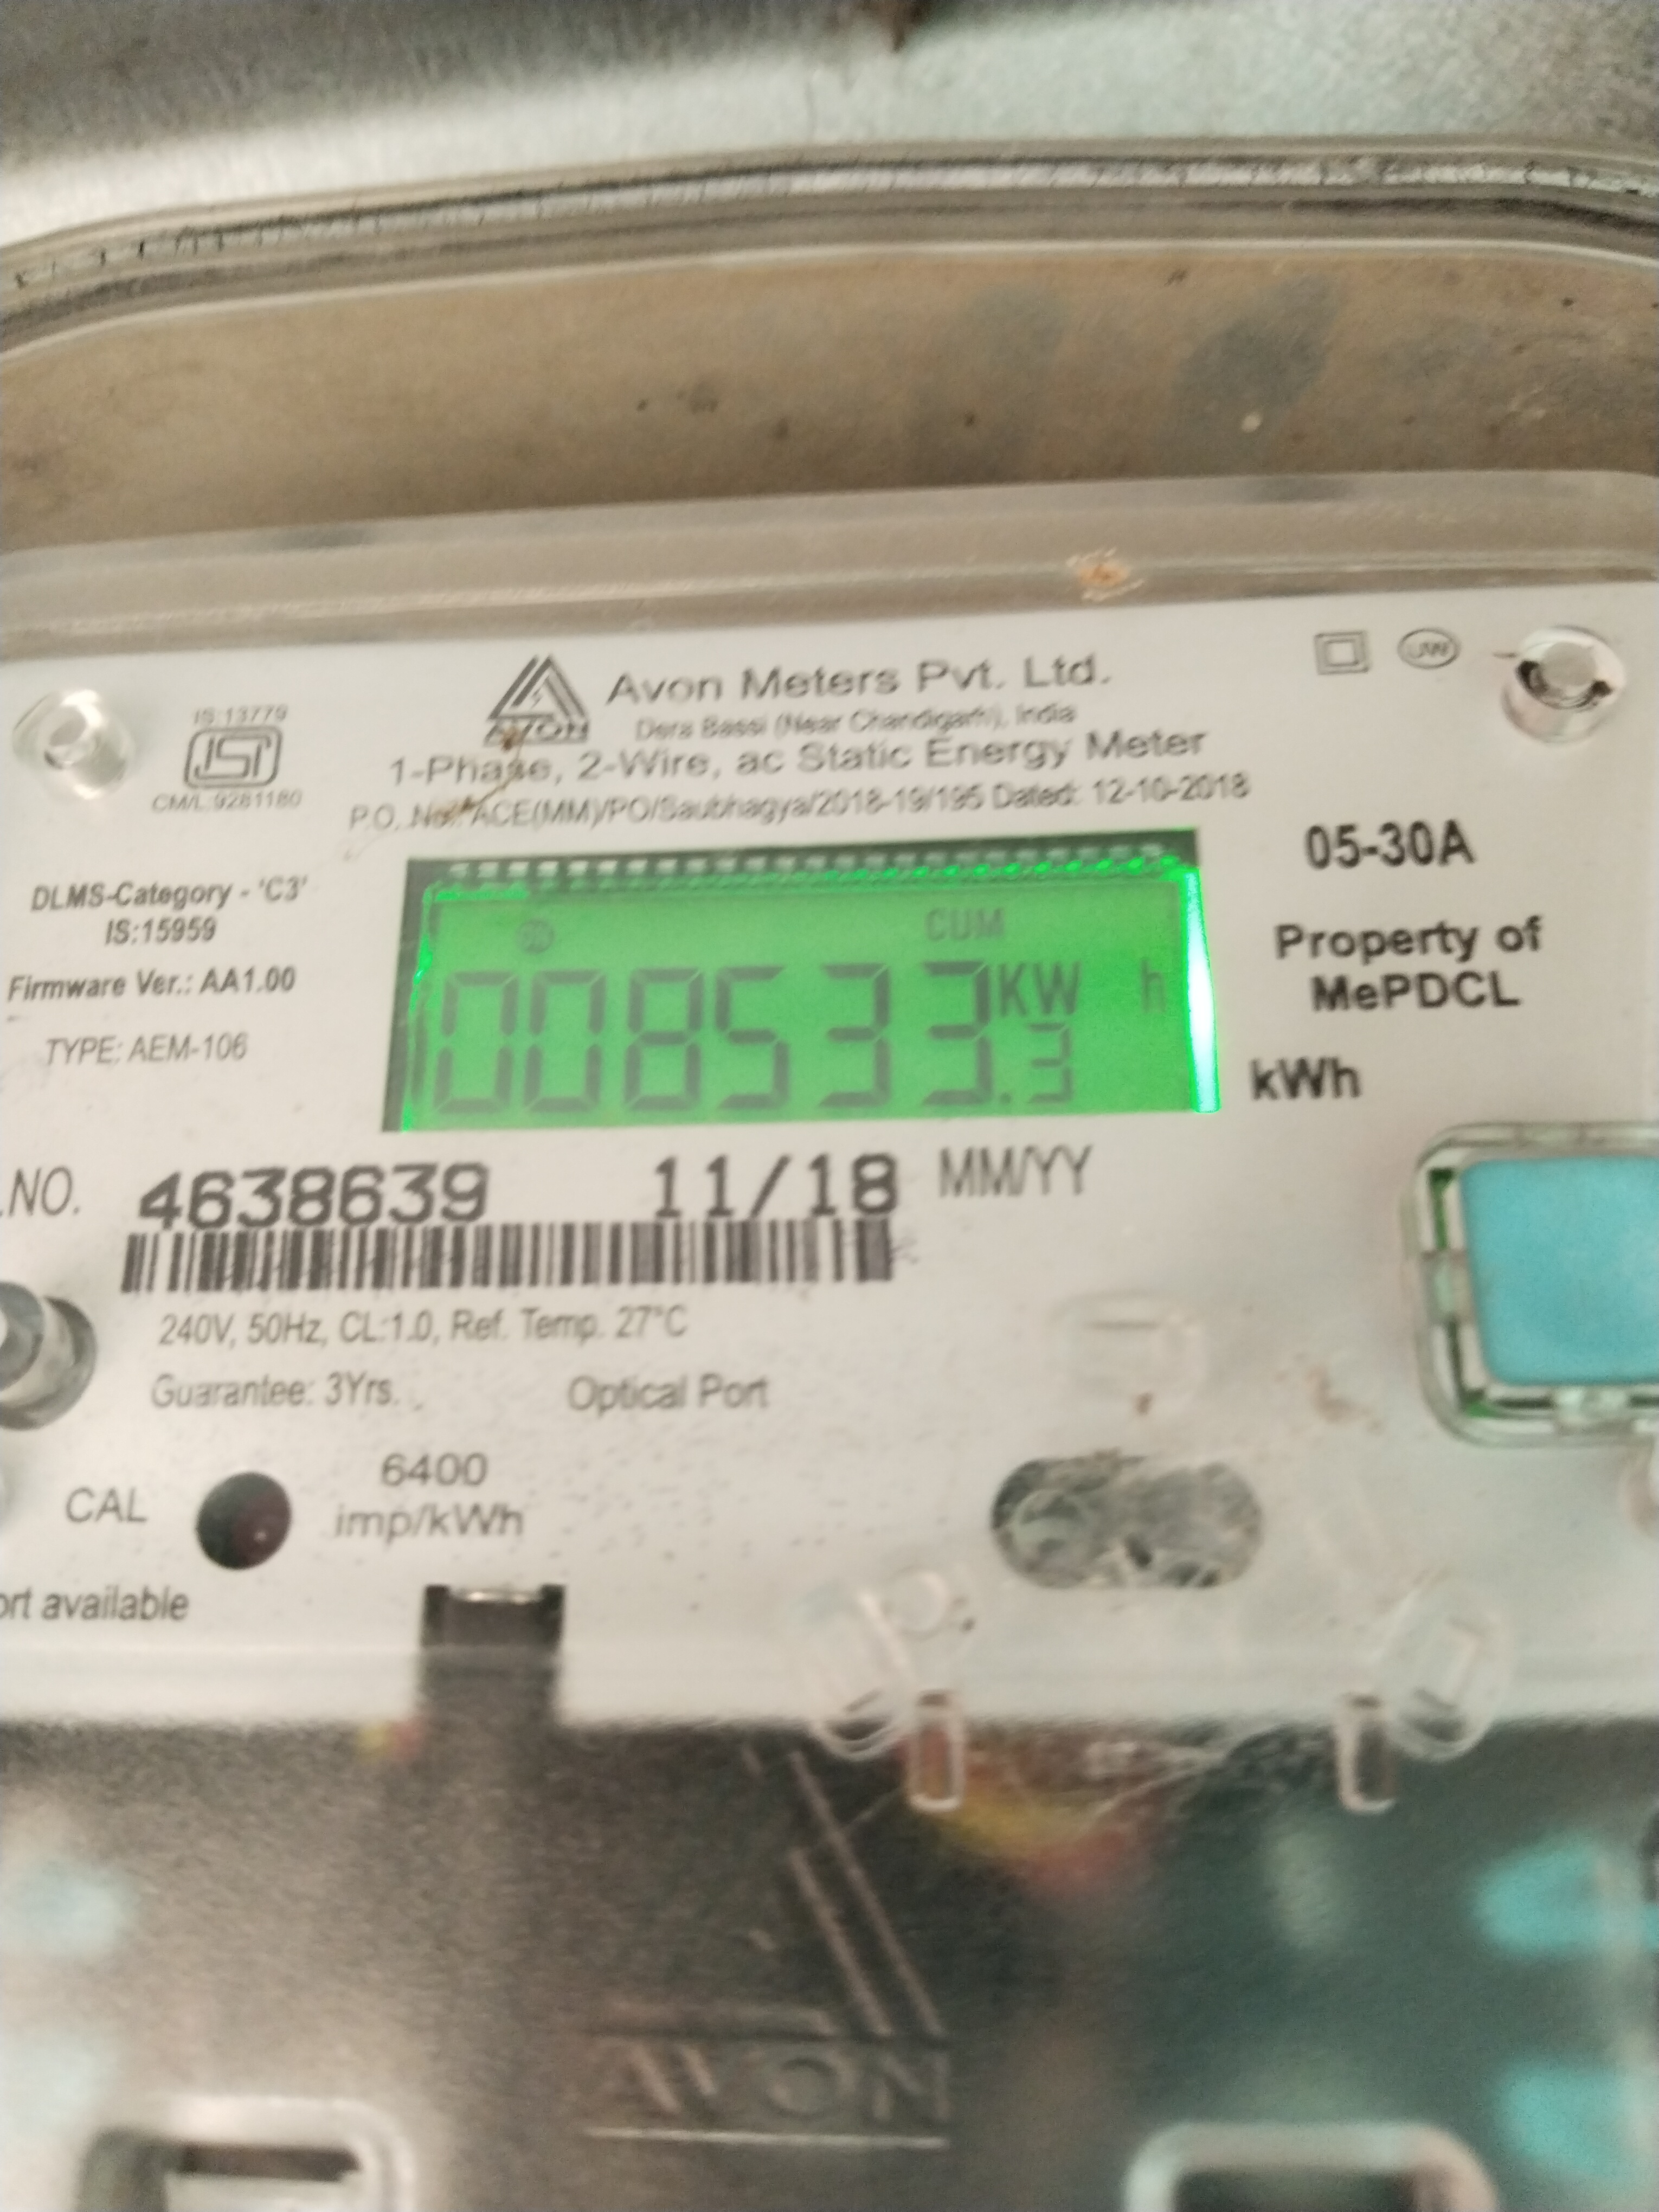 Avon Meters Pvt. Ltd.
AVON
Dera Bassi (Near Chandigarh), India
1-Phase, 2-Wire, ac Static Energy Meter
P.O. No.: ACE(MM)/PO/Saubhagya/2018-19/195 Dated: 12-10-2018
IS:13779
ISI
CM/L:9281180
DLMS-Category - 'C3'
IS:15959
Firmware Ver.: AA1.00
TYPE: AEM-106
CUM
008533.3 KW h
05-30A
Property of
MePDCL
kWh
.NO. 4638639 11/18 MM/YY
240V, 50Hz, CL:1.0, Ref. Temp. 27°C
Guarantee: 3Yrs. Optical Port
CAL
6400
imp/kWh
ort available
AVON